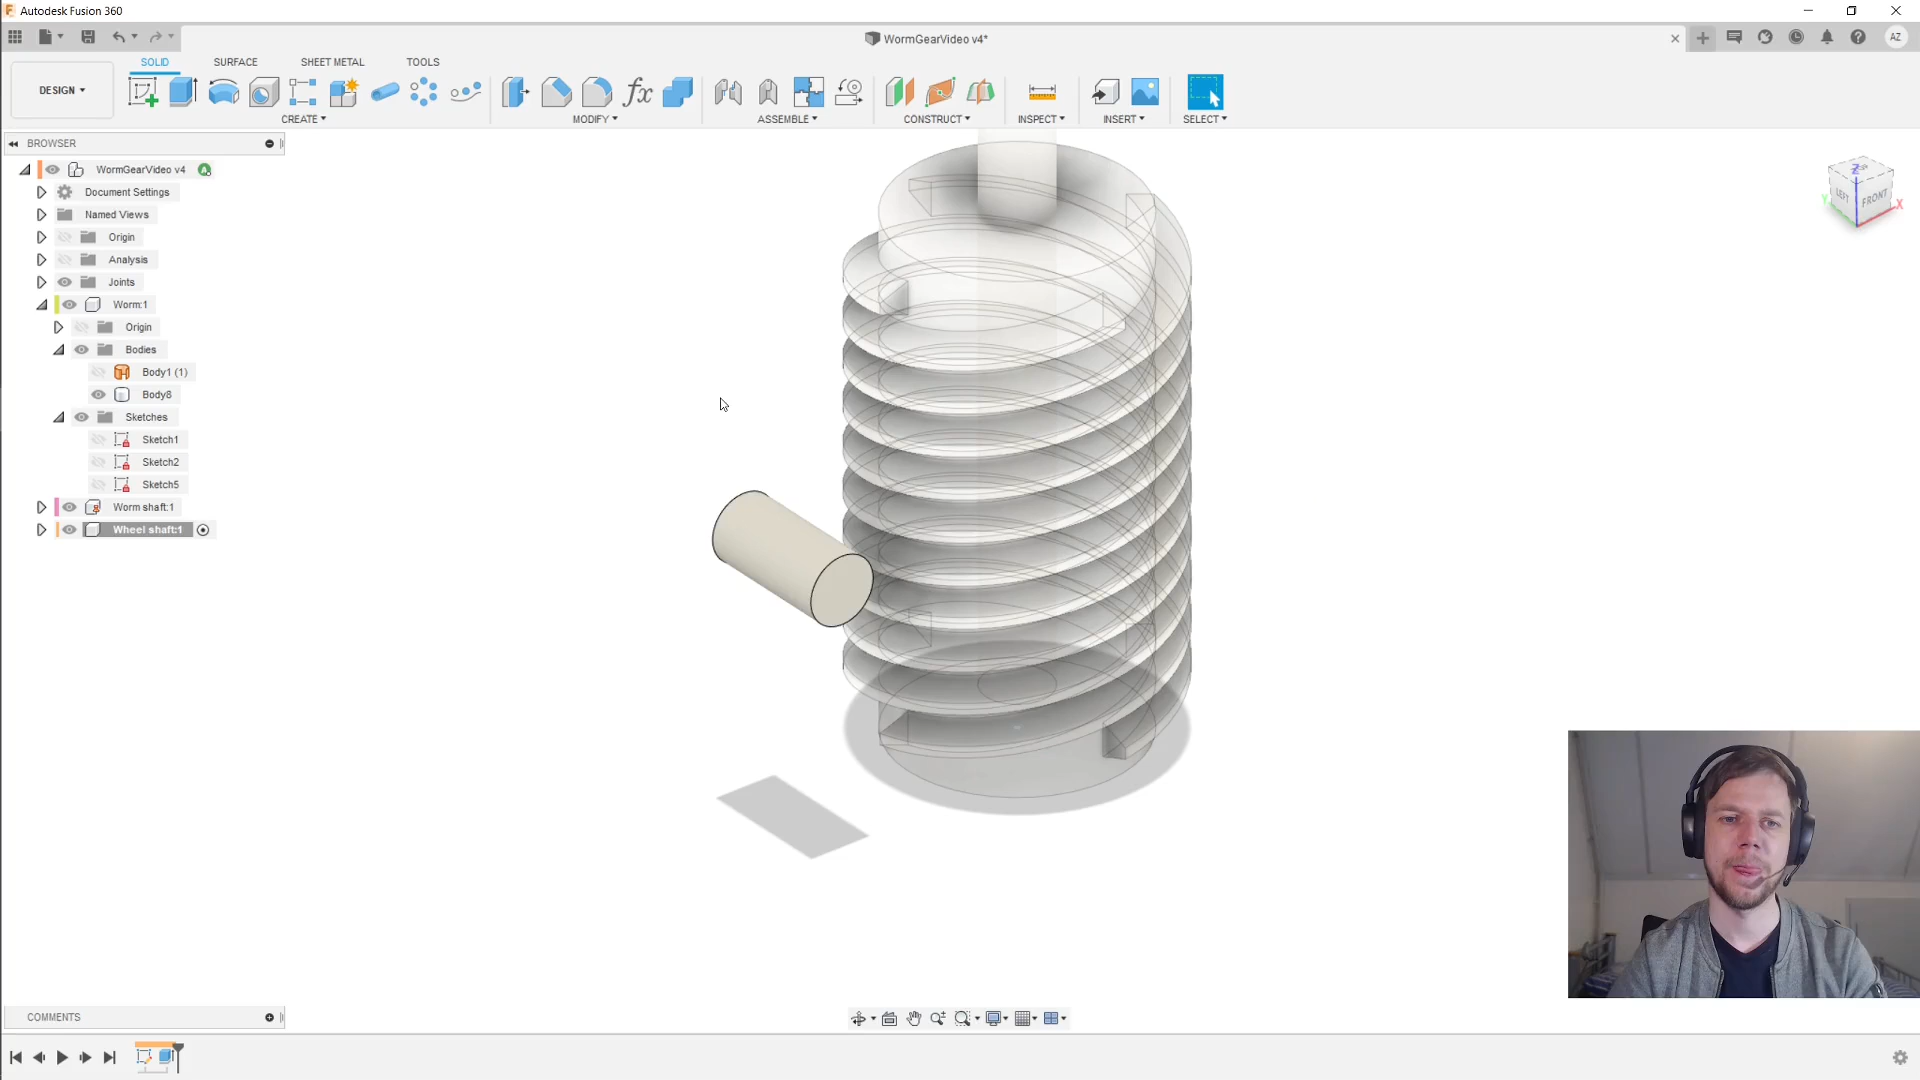 Autodesk Fusion 360
WormGearVideo v4*
AZ
SOLID SURFACE SHEET METAL TOOLS
DESIGN
CREATE MODIFY ASSEMBLE CONSTRUCT INSPECT INSERT SELECT
BROWSER
WormGearVideo v4
Document Settings
Named Views
Origin
Analysis
Joints
Worm:1
Origin
Bodies
Body1 (1)
Body8
Sketches
Sketch1
Sketch2
Sketch5
Worm shaft:1
Wheel shaft:1
Z
LEFT FRONT
Y X
COMMENTS